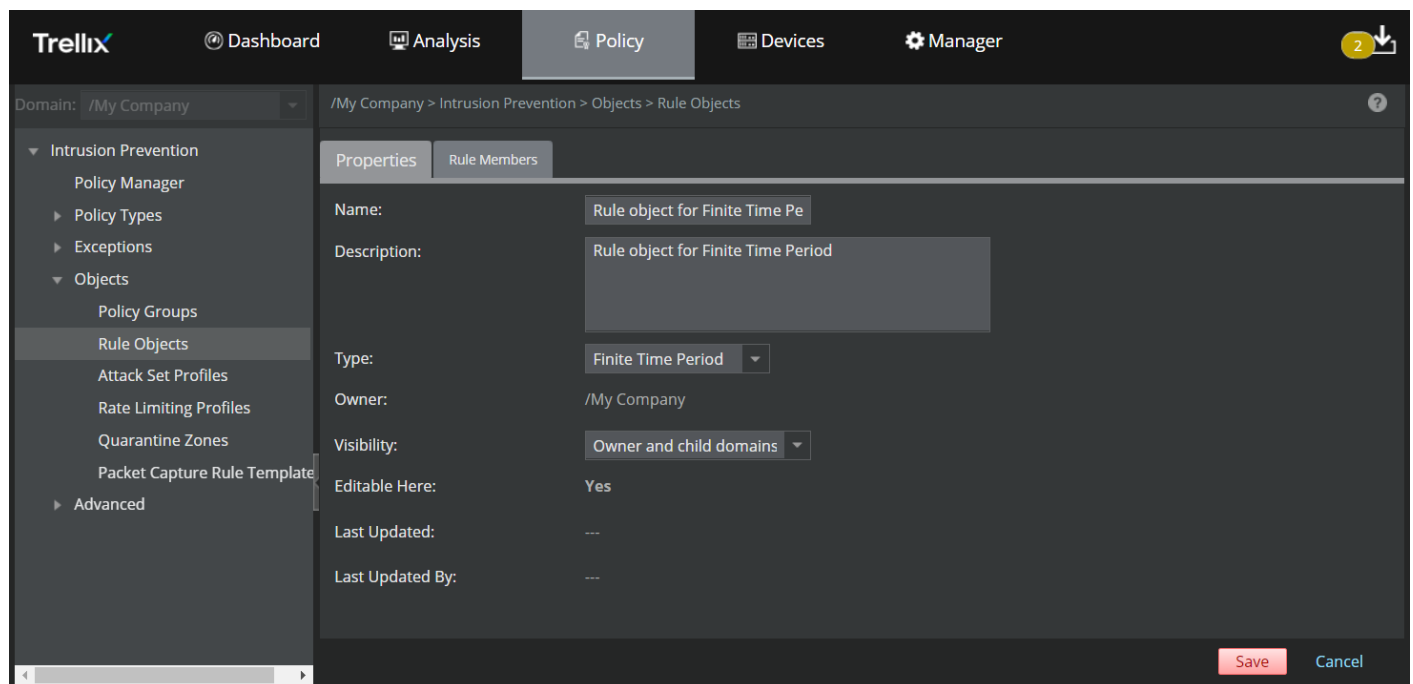 Trellix
Dashboard
Analysis
Policy
Devices
Manager
2
Domain: /My Company
/My Company > Intrusion Prevention > Objects > Rule Objects
?
Intrusion Prevention
Policy Manager
Policy Types
Exceptions
Objects
Policy Groups
Rule Objects
Attack Set Profiles
Rate Limiting Profiles
Quarantine Zones
Packet Capture Rule Template
Advanced
Properties
Rule Members
Name: Rule object for Finite Time Pe
Description: Rule object for Finite Time Period
Type: Finite Time Period
Owner: /My Company
Visibility: Owner and child domains
Editable Here: Yes
Last Updated: ---
Last Updated By: ---
Save
Cancel